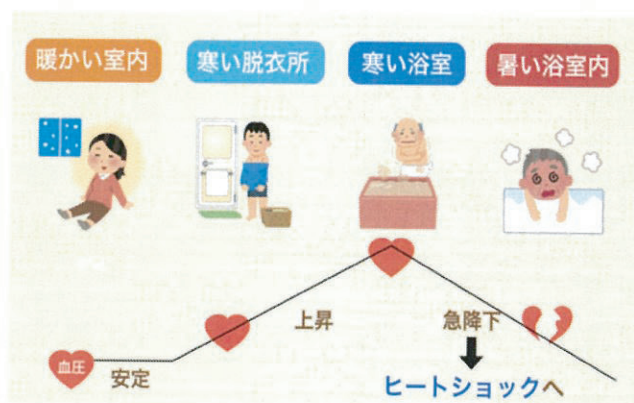 暖かい室内
寒い脱衣所
寒い浴室
暑い浴室内
上昇
急降下
血圧
安定
ヒートショックへ